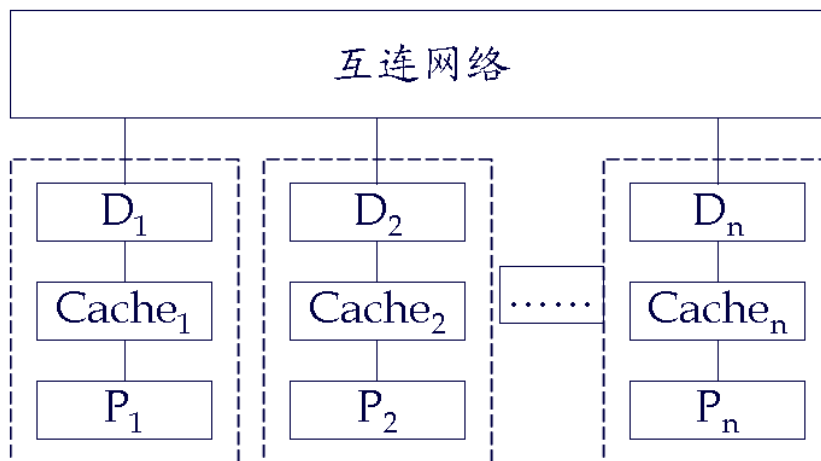 互连网络
D₁ D₂ Dₙ
Cache₁ Cache₂ …… Cacheₙ
P₁ P₂ Pₙ